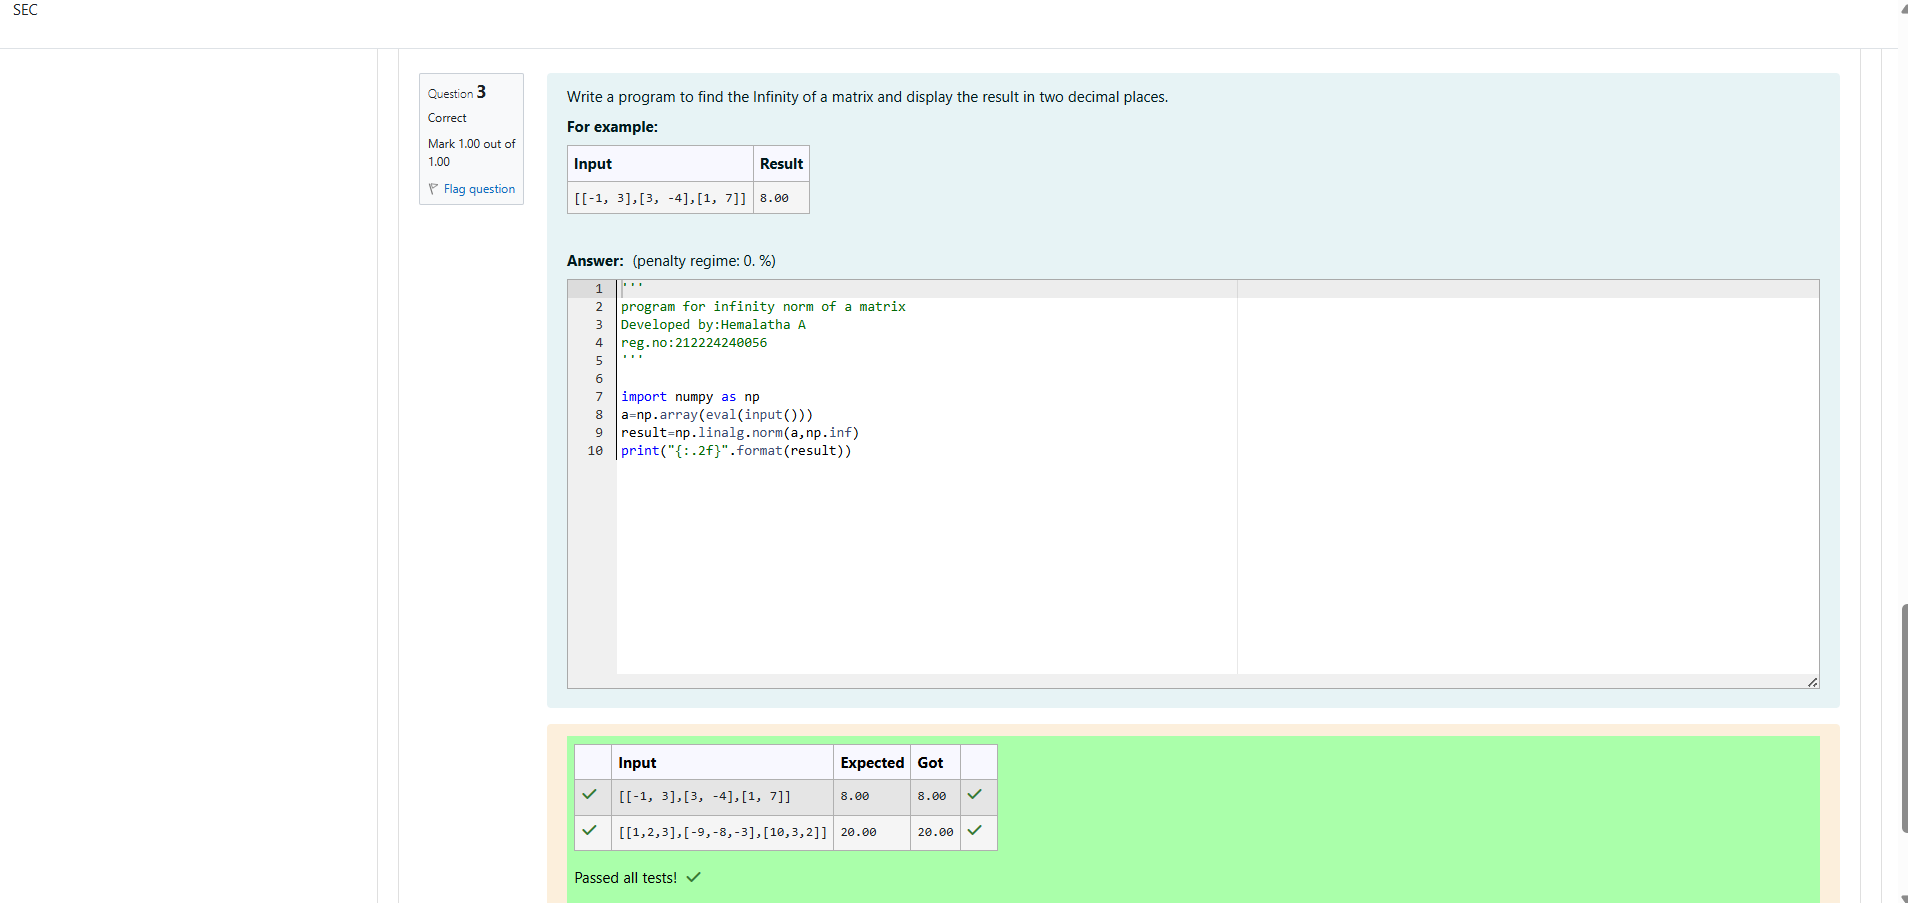 SEC
Question 3
Correct
Mark 1.00 out of
1.00
Flag question
Write a program to find the Infinity of a matrix and display the result in two decimal places.
For example:
Input Result
[[-1, 3],[3, -4],[1, 7]] 8.00
Answer: (penalty regime: 0. %)
1 '''
2 program for infinity norm of a matrix
3 Developed by:Hemalatha A
4 reg.no:212224240056
5 '''
6
7 import numpy as np
8 a=np.array(eval(input()))
9 result=np.linalg.norm(a,np.inf)
10 print("{:.2f}".format(result))
Input Expected Got
[[-1, 3],[3, -4],[1, 7]] 8.00 8.00
[[1,2,3],[-9,-8,-3],[10,3,2]] 20.00 20.00
Passed all tests!